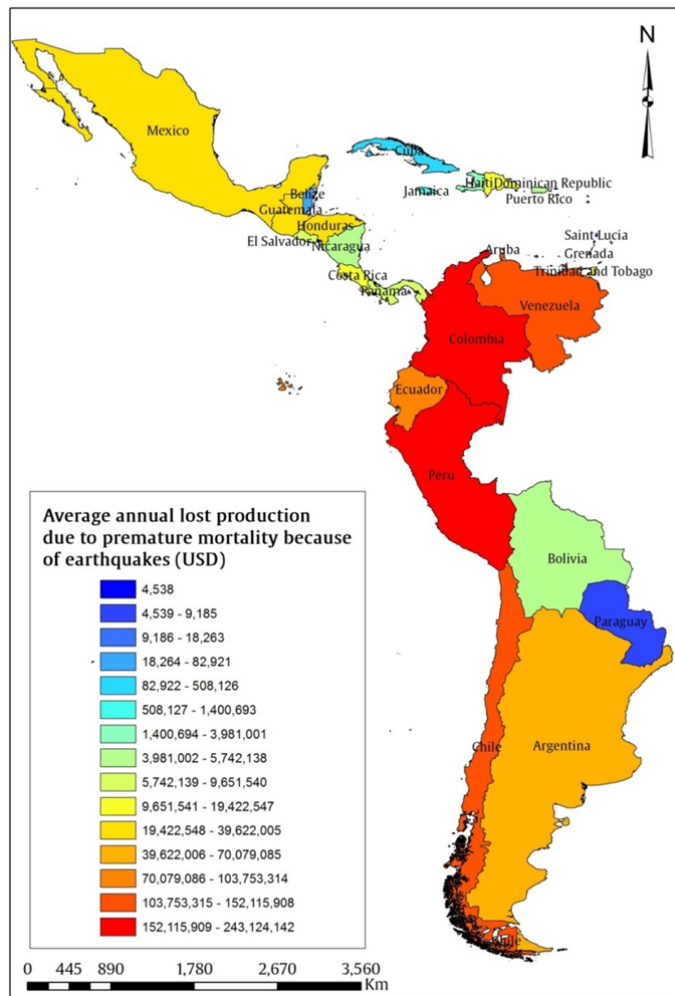 N
Mexico
Cuba
Haiti
Dominican Republic
Jamaica
Puerto Rico
Belize
Guatemala
Honduras
El Salvador
Nicaragua
Saint Lucia
Aruba
Grenada
Costa Rica
Trinidad and Tobago
Panama
Venezuela
Colombia
Ecuador
Peru
Average annual lost production
due to premature mortality because
of earthquakes (USD)
4,538
4,539 - 9,185
9,186 - 18,263
18,264 - 82,921
82,922 - 508,126
508,127 - 1,400,693
1,400,694 - 3,981,001
3,981,002 - 5,742,138
5,742,139 - 9,651,540
9,651,541 - 19,422,547
19,422,548 - 39,622,005
39,622,006 - 70,079,085
70,079,086 - 103,753,314
103,753,315 - 152,115,908
152,115,909 - 243,124,142
Bolivia
Paraguay
Chile
Argentina
Chile
0 445 890 1,780 2,670 3,560
Km